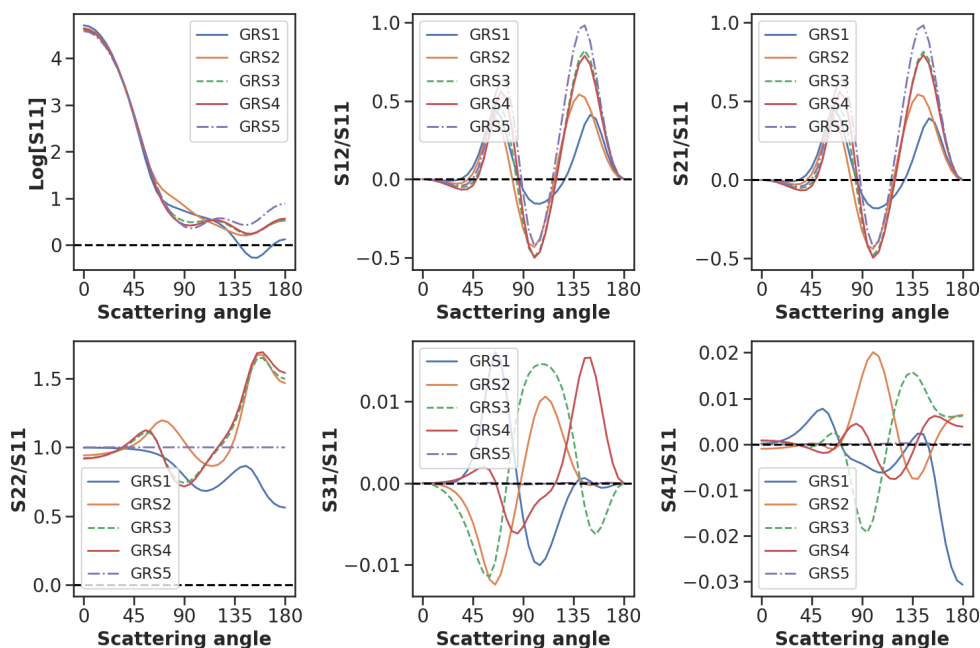 Log[S11]
4
3
2
1
0
0 45 90 135 180
Scattering angle
GRS1
GRS2
GRS3
GRS4
GRS5
S12/S11
1.0
0.5
0.0
−0.5
0 45 90 135 180
Sacttering angle
GRS1
GRS2
GRS3
GRS4
GRS5
S21/S11
1.0
0.5
0.0
−0.5
0 45 90 135 180
Scattering angle
GRS1
GRS2
GRS3
GRS4
GRS5
S22/S11
1.5
1.0
0.5
0.0
0 45 90 135 180
Scattering angle
GRS1
GRS2
GRS3
GRS4
GRS5
S31/S11
0.01
0.00
−0.01
0 45 90 135 180
Scattering angle
GRS1
GRS2
GRS3
GRS4
GRS5
S41/S11
0.02
0.01
0.00
−0.01
−0.02
−0.03
0 45 90 135 180
Scattering angle
GRS1
GRS2
GRS3
GRS4
GRS5